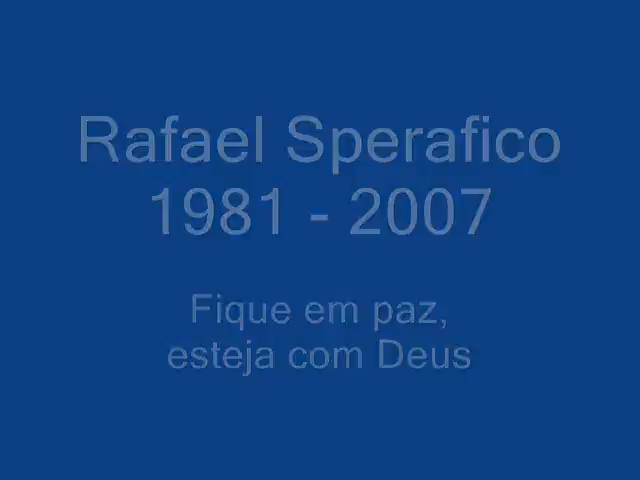 Rafael Sperafico
1981 - 2007
Fique em paz,
esteja com Deus